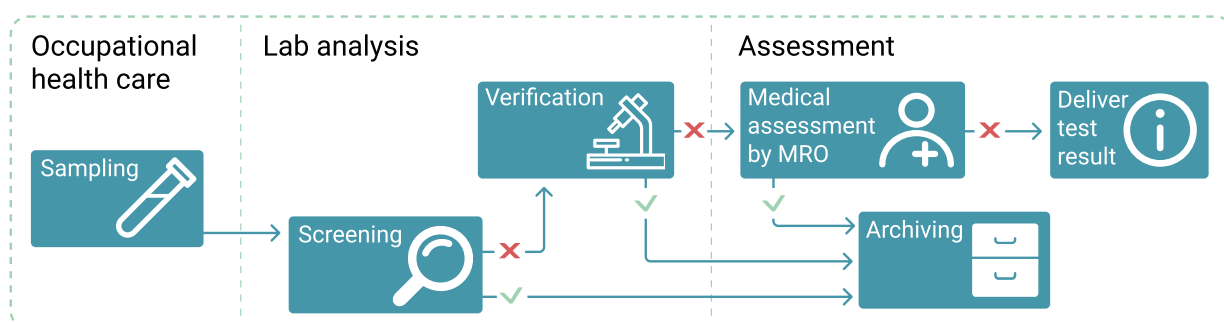 Occupational
health care
Lab analysis
Assessment
Sampling
Screening
Verification
Medical
assessment
by MRO
Deliver
test
result
Archiving